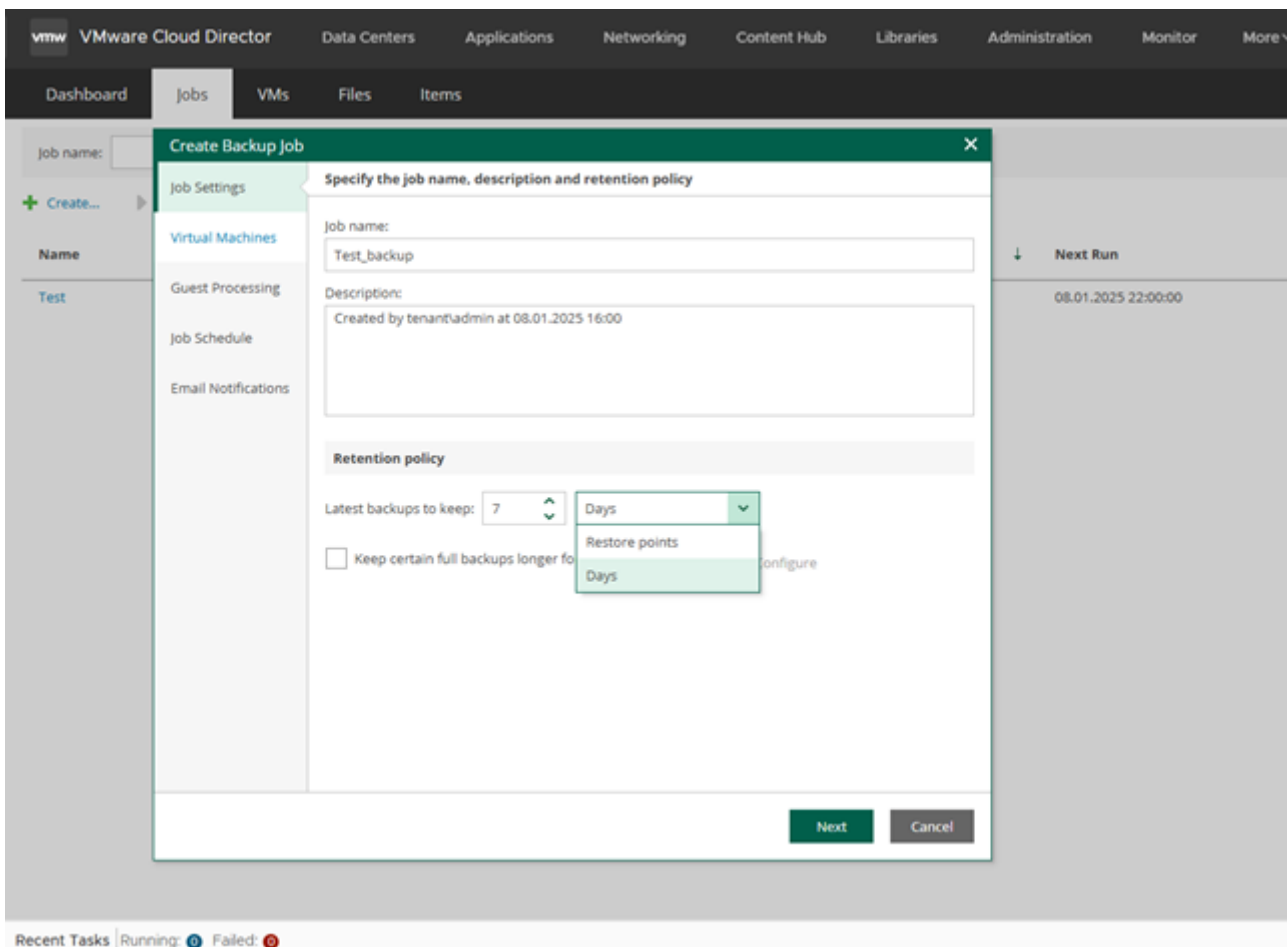 vmw VMware Cloud Director Data Centers Applications Networking Content Hub Libraries Administration Monitor More
Dashboard Jobs VMs Files Items
Job name:
Create Backup Job
Create...
Name
Next Run
Test
08.01.2025 22:00:00
Job Settings
Virtual Machines
Guest Processing
Job Schedule
Email Notifications
Specify the job name, description and retention policy
Job name:
Test_backup
Description:
Created by tenant\admin at 08.01.2025 16:00
Retention policy
Latest backups to keep: 7 Days
Restore points
Days
Keep certain full backups longer fo
onfigure
Next Cancel
Recent Tasks Running: 0 Failed: 0